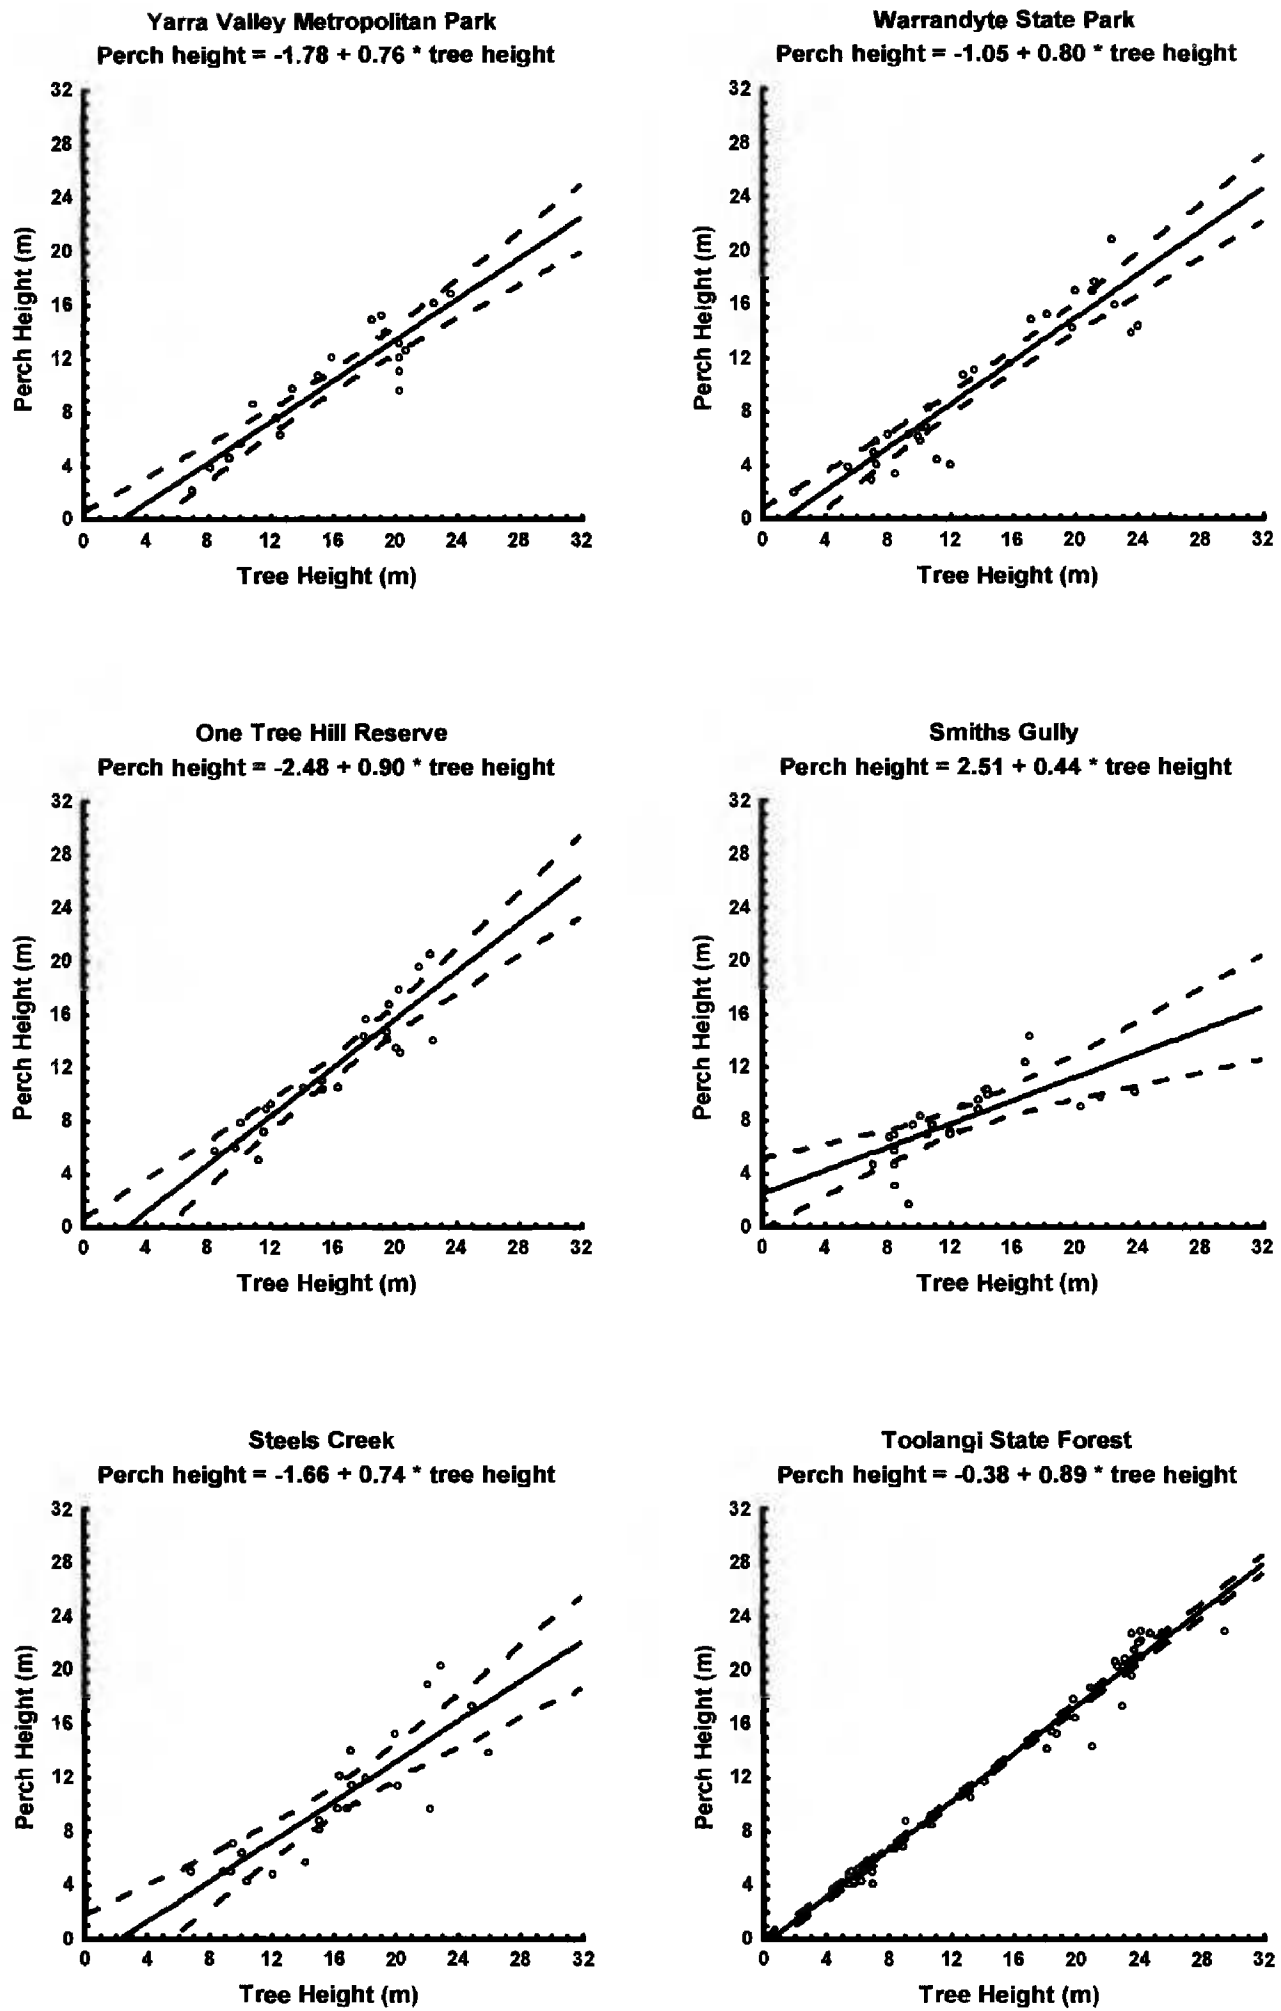 Yarra Valley Metropolitan Park
Perch height = -1.78 + 0.76 * tree height
32
28
24
20
16
12
8
4
0
Perch Height (m)
0 4 8 12 16 20 24 28 32
Tree Height (m)
Warrandyte State Park
Perch height = -1.05 + 0.80 * tree height
32
28
24
20
16
12
8
4
0
Perch Height (m)
0 4 8 12 16 20 24 28 32
Tree Height (m)
One Tree Hill Reserve
Perch height = -2.48 + 0.90 * tree height
32
28
24
20
16
12
8
4
0
Perch Height (m)
0 4 8 12 16 20 24 28 32
Tree Height (m)
Smiths Gully
Perch height = 2.51 + 0.44 * tree height
32
28
24
20
16
12
8
4
0
Perch Height (m)
0 4 8 12 16 20 24 28 32
Tree Height (m)
Steels Creek
Perch height = -1.66 + 0.74 * tree height
32
28
24
20
16
12
8
4
0
Perch Height (m)
0 4 8 12 16 20 24 28 32
Tree Height (m)
Toolangi State Forest
Perch height = -0.38 + 0.89 * tree height
32
28
24
20
16
12
8
4
0
Perch Height (m)
0 4 8 12 16 20 24 28 32
Tree Height (m)